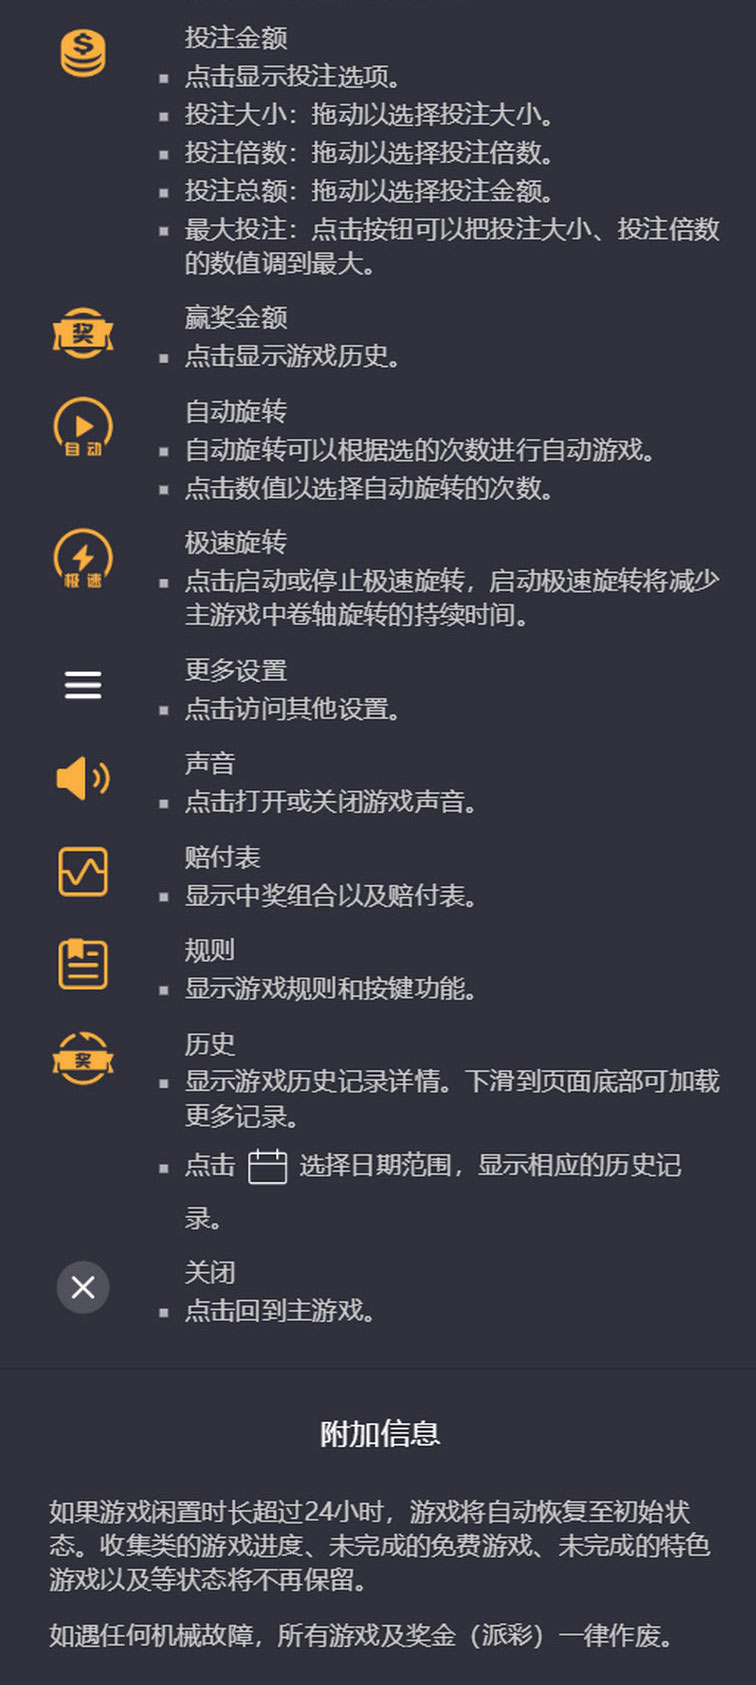 投注金额
点击显示投注选项。
投注大小：拖动以选择投注大小。
投注倍数：拖动以选择投注倍数。
投注总额：拖动以选择投注金额。
最大投注：点击按钮可以把投注大小、投注倍数
的数值调到最大。
奖
赢奖金额
点击显示游戏历史。
自动
自动旋转
自动旋转可以根据选的次数进行自动游戏。
点击数值以选择自动旋转的次数。
极速
极速旋转
点击启动或停止极速旋转，启动极速旋转将减少
主游戏中卷轴旋转的持续时间。
更多设置
点击访问其他设置。
声音
点击打开或关闭游戏声音。
赔付表
显示中奖组合以及赔付表。
规则
显示游戏规则和按键功能。
奖
历史
显示游戏历史记录详情。下滑到页面底部可加载
更多记录。
点击 选择日期范围，显示相应的历史记
录。
关闭
点击回到主游戏。
附加信息
如果游戏闲置时长超过24小时，游戏将自动恢复至初始状
态。收集类的游戏进度、未完成的免费游戏、未完成的特色
游戏以及等状态将不再保留。
如遇任何机械故障，所有游戏及奖金（派彩）一律作废。